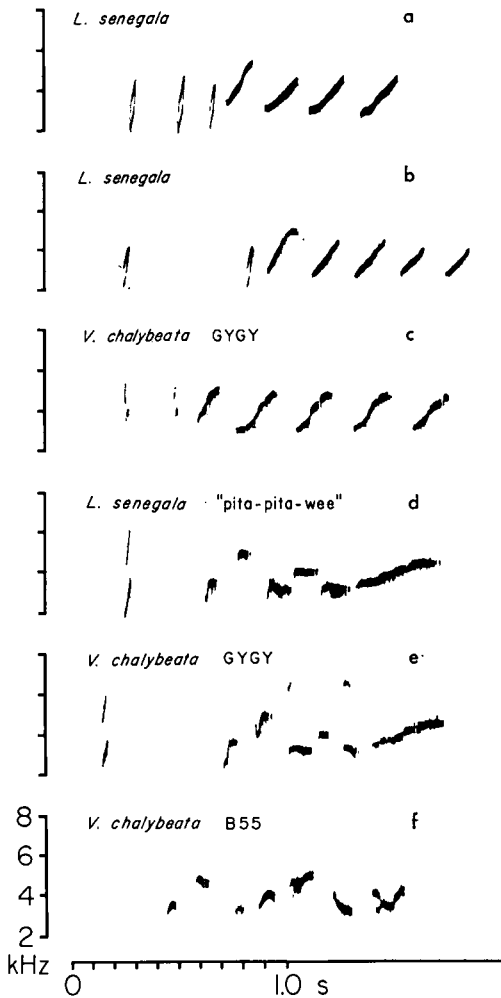 L. senegala a
L. senegala b
V. chalybeata GYGY c
L. senegala "pita-pita-wee" d
V. chalybeata GYGY e
V. chalybeata B55 f
8
6
4
2
kHz
0 1.0 s